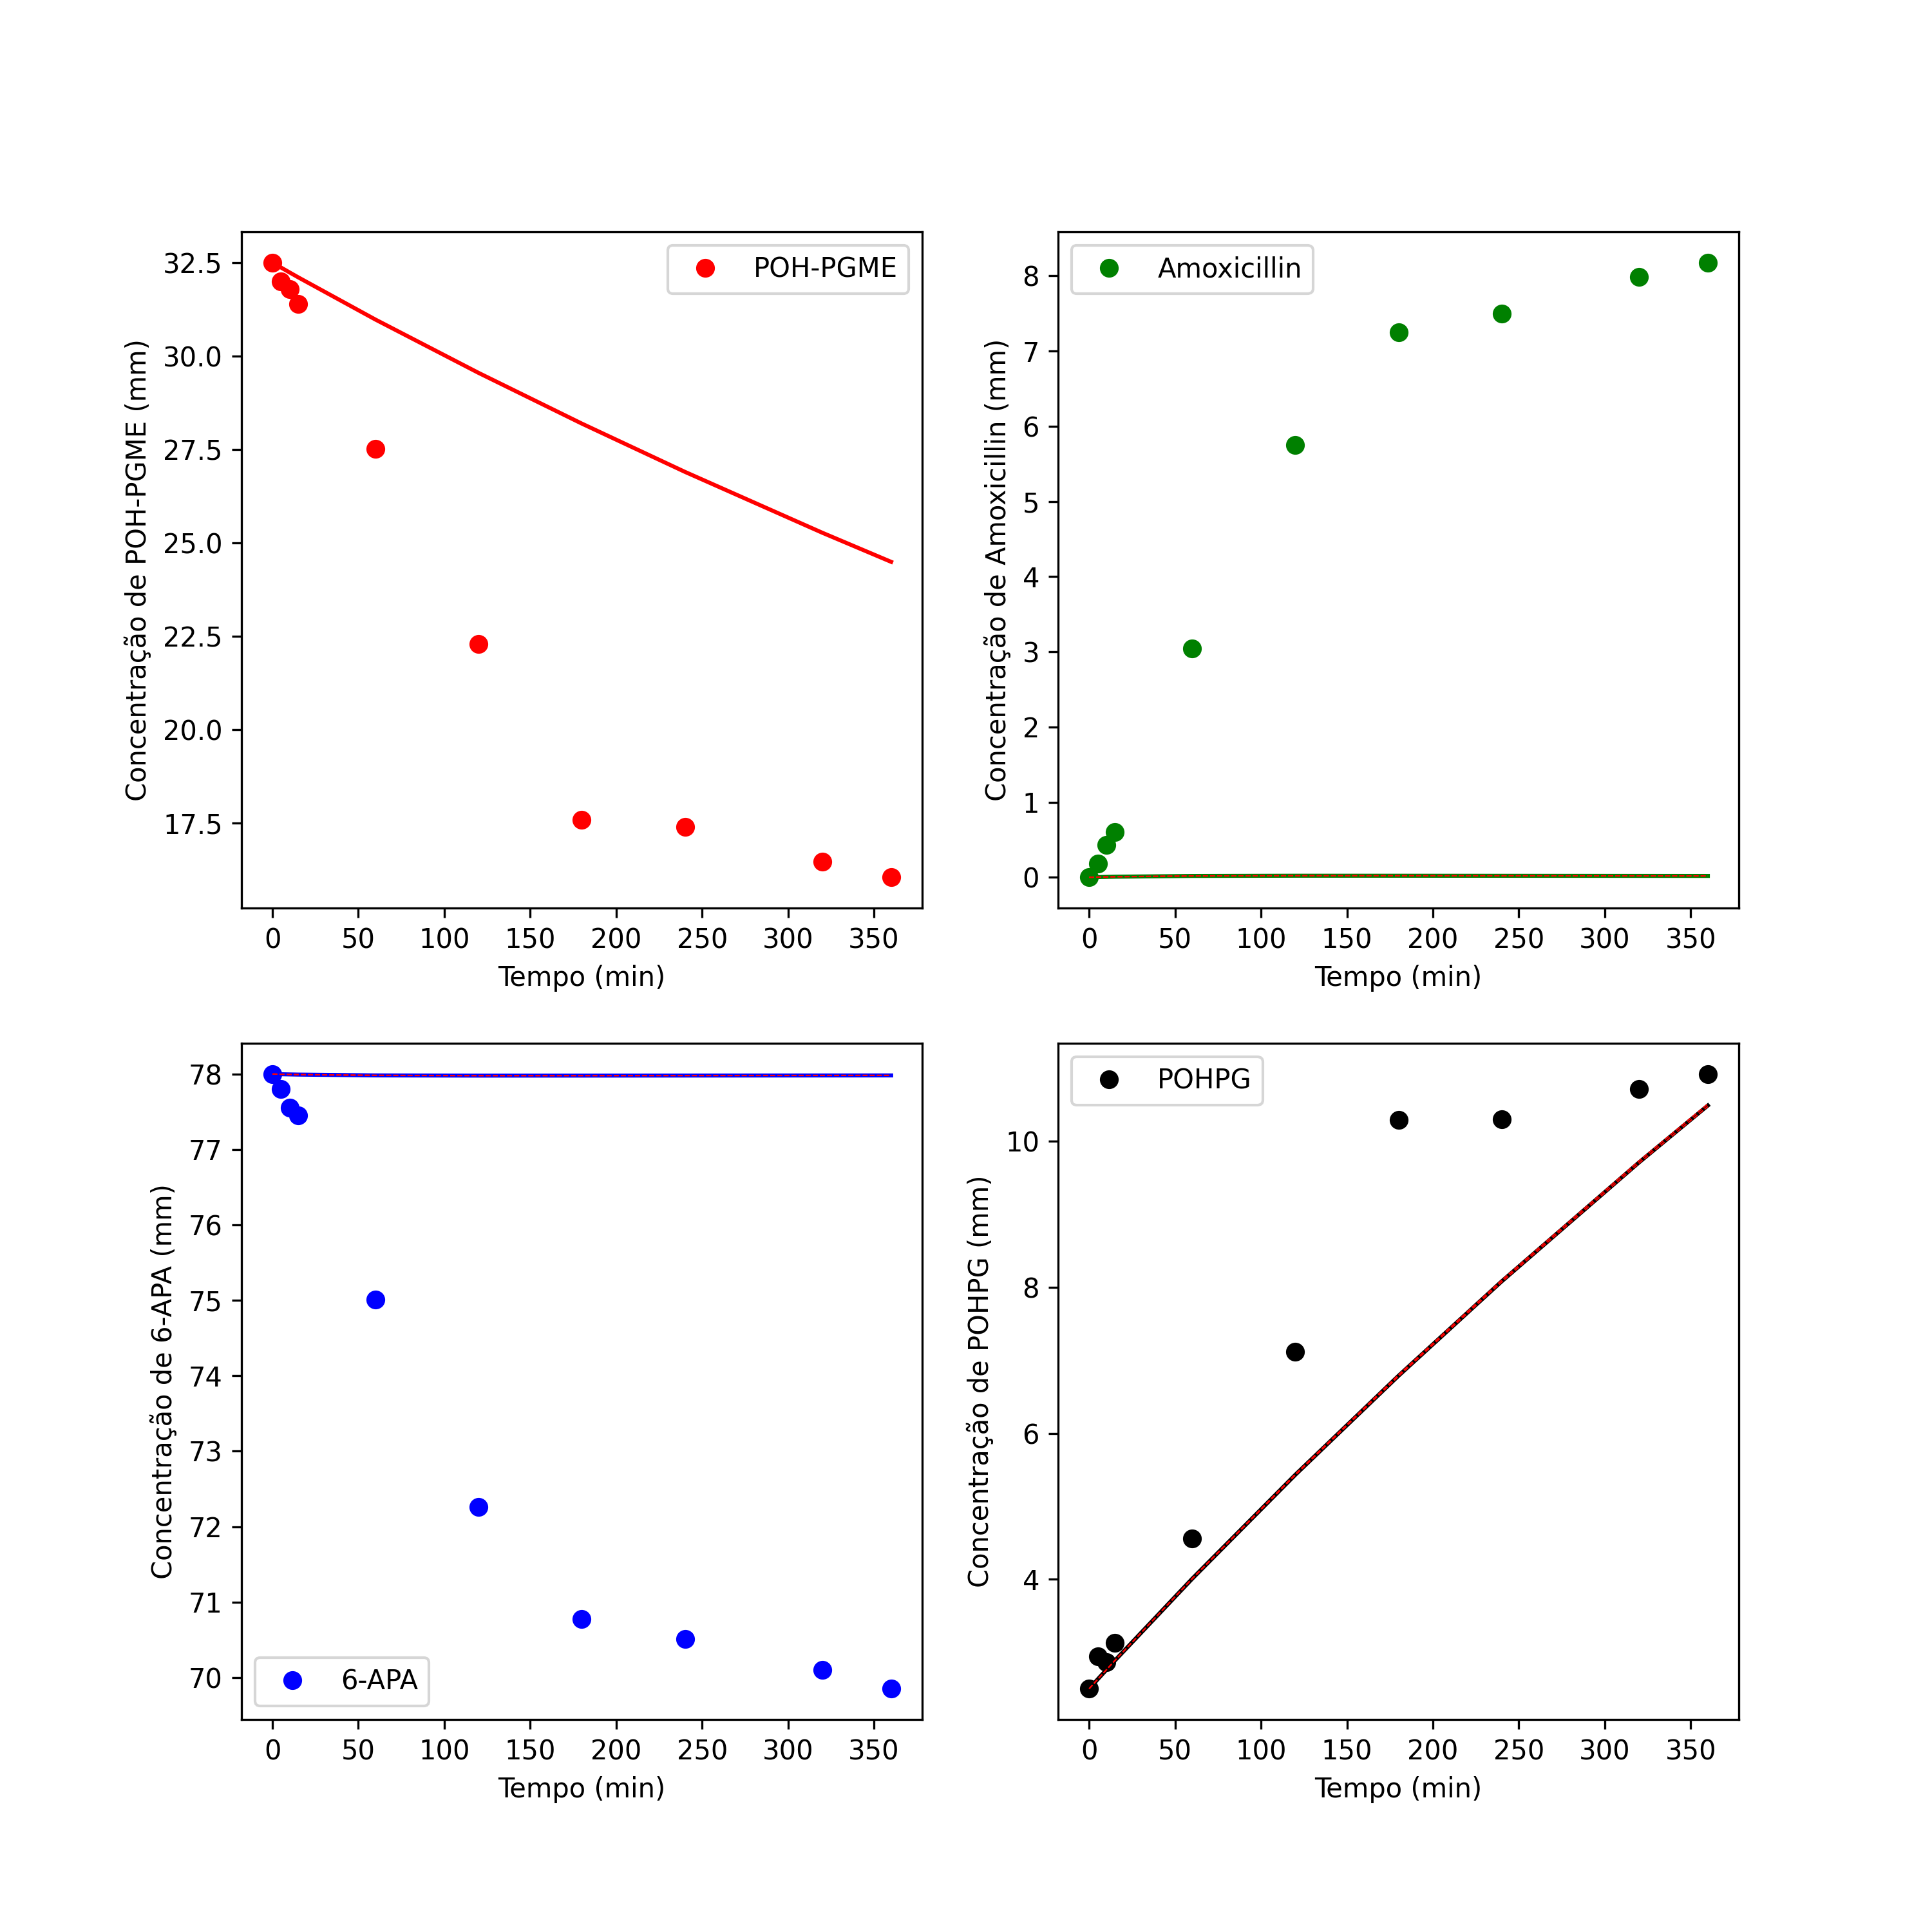 Concentração de POH-PGME (mm)
32.5
30.0
27.5
25.0
22.5
20.0
17.5
POH-PGME
0 50 100 150 200 250 300 350
Tempo (min)
Concentração de Amoxicillin (mm)
8
7
6
5
4
3
2
1
0
Amoxicillin
0 50 100 150 200 250 300 350
Tempo (min)
Concentração de 6-APA (mm)
78
77
76
75
74
73
72
71
70
6-APA
0 50 100 150 200 250 300 350
Tempo (min)
Concentração de POHPG (mm)
10
8
6
4
POHPG
0 50 100 150 200 250 300 350
Tempo (min)